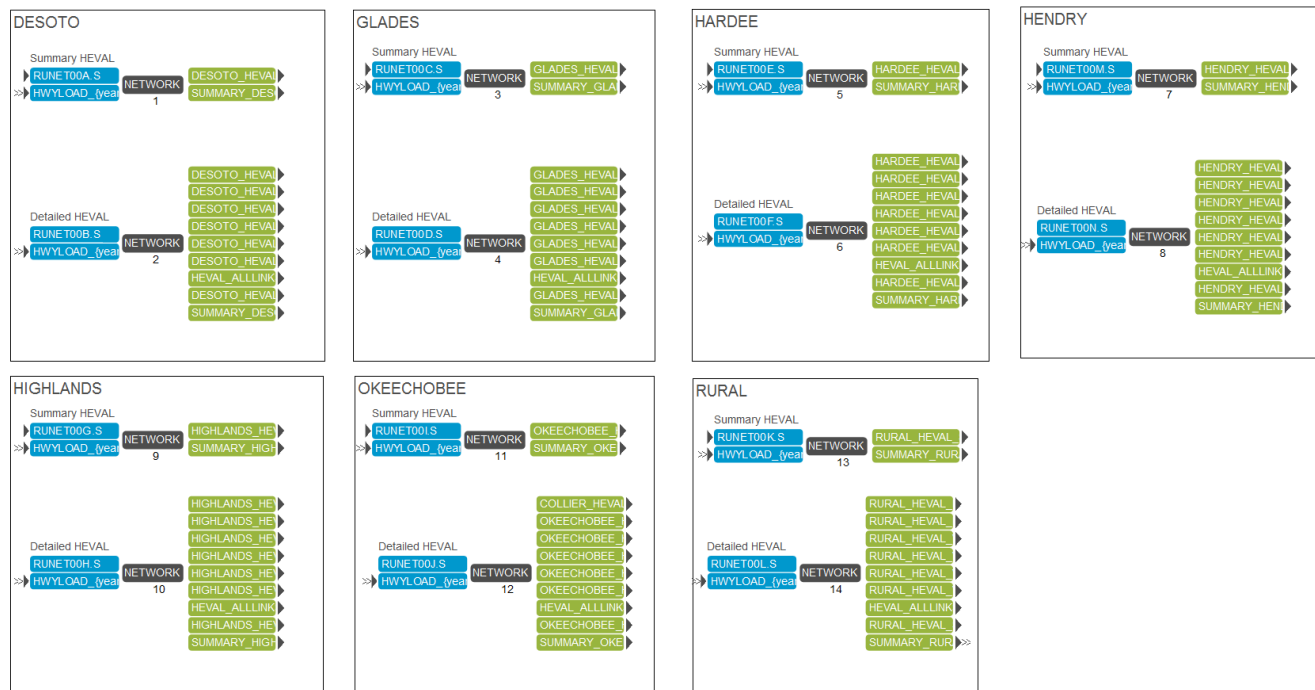 DESOTO
Summary HEVAL
RUNET00A.S
HWYLOAD_{year
NETWORK
1
DESOTO_HEVAL
SUMMARY_DES
Detailed HEVAL
RUNET00B.S
HWYLOAD_{year
NETWORK
2
DESOTO_HEVAL
DESOTO_HEVAL
DESOTO_HEVAL
DESOTO_HEVAL
DESOTO_HEVAL
DESOTO_HEVAL
HEVAL_ALLLINK
DESOTO_HEVAL
SUMMARY_DES
GLADES
Summary HEVAL
RUNET00C.S
HWYLOAD_{year
NETWORK
3
GLADES_HEVAL
SUMMARY_GLA
Detailed HEVAL
RUNET00D.S
HWYLOAD_{year
NETWORK
4
GLADES_HEVAL
GLADES_HEVAL
GLADES_HEVAL
GLADES_HEVAL
GLADES_HEVAL
GLADES_HEVAL
HEVAL_ALLLINK
GLADES_HEVAL
SUMMARY_GLA
HARDEE
Summary HEVAL
RUNET00E.S
HWYLOAD_{year
NETWORK
5
HARDEE_HEVAL
SUMMARY_HAR
Detailed HEVAL
RUNET00F.S
HWYLOAD_{year
NETWORK
6
HARDEE_HEVAL
HARDEE_HEVAL
HARDEE_HEVAL
HARDEE_HEVAL
HARDEE_HEVAL
HARDEE_HEVAL
HEVAL_ALLLINK
HARDEE_HEVAL
SUMMARY_HAR
HENDRY
Summary HEVAL
RUNET00M.S
HWYLOAD_{year
NETWORK
7
HENDRY_HEVAL
SUMMARY_HEN
Detailed HEVAL
RUNET00N.S
HWYLOAD_{year
NETWORK
8
HENDRY_HEVAL
HENDRY_HEVAL
HENDRY_HEVAL
HENDRY_HEVAL
HENDRY_HEVAL
HENDRY_HEVAL
HEVAL_ALLLINK
HENDRY_HEVAL
SUMMARY_HEN
HIGHLANDS
Summary HEVAL
RUNET00G.S
HWYLOAD_{year
NETWORK
9
HIGHLANDS_HEV
SUMMARY_HIGH
Detailed HEVAL
RUNET00H.S
HWYLOAD_{year
NETWORK
10
HIGHLANDS_HEV
HIGHLANDS_HEV
HIGHLANDS_HEV
HIGHLANDS_HEV
HIGHLANDS_HEV
HIGHLANDS_HEV
HEVAL_ALLLINK
HIGHLANDS_HEV
SUMMARY_HIGH
OKEECHOBEE
Summary HEVAL
RUNET00I.S
HWYLOAD_{year
NETWORK
11
OKEECHOBEE_
SUMMARY_OKE
Detailed HEVAL
RUNET00J.S
HWYLOAD_{year
NETWORK
12
COLLIER_HEVAL
OKEECHOBEE_
OKEECHOBEE_
OKEECHOBEE_
OKEECHOBEE_
OKEECHOBEE_
HEVAL_ALLLINK
OKEECHOBEE_
SUMMARY_OKE
RURAL
Summary HEVAL
RUNET00K.S
HWYLOAD_{year
NETWORK
13
RURAL_HEVAL_
SUMMARY_RUR
Detailed HEVAL
RUNET00L.S
HWYLOAD_{year
NETWORK
14
RURAL_HEVAL_
RURAL_HEVAL_
RURAL_HEVAL_
RURAL_HEVAL_
RURAL_HEVAL_
RURAL_HEVAL_
HEVAL_ALLLINK
RURAL_HEVAL_
SUMMARY_RUR